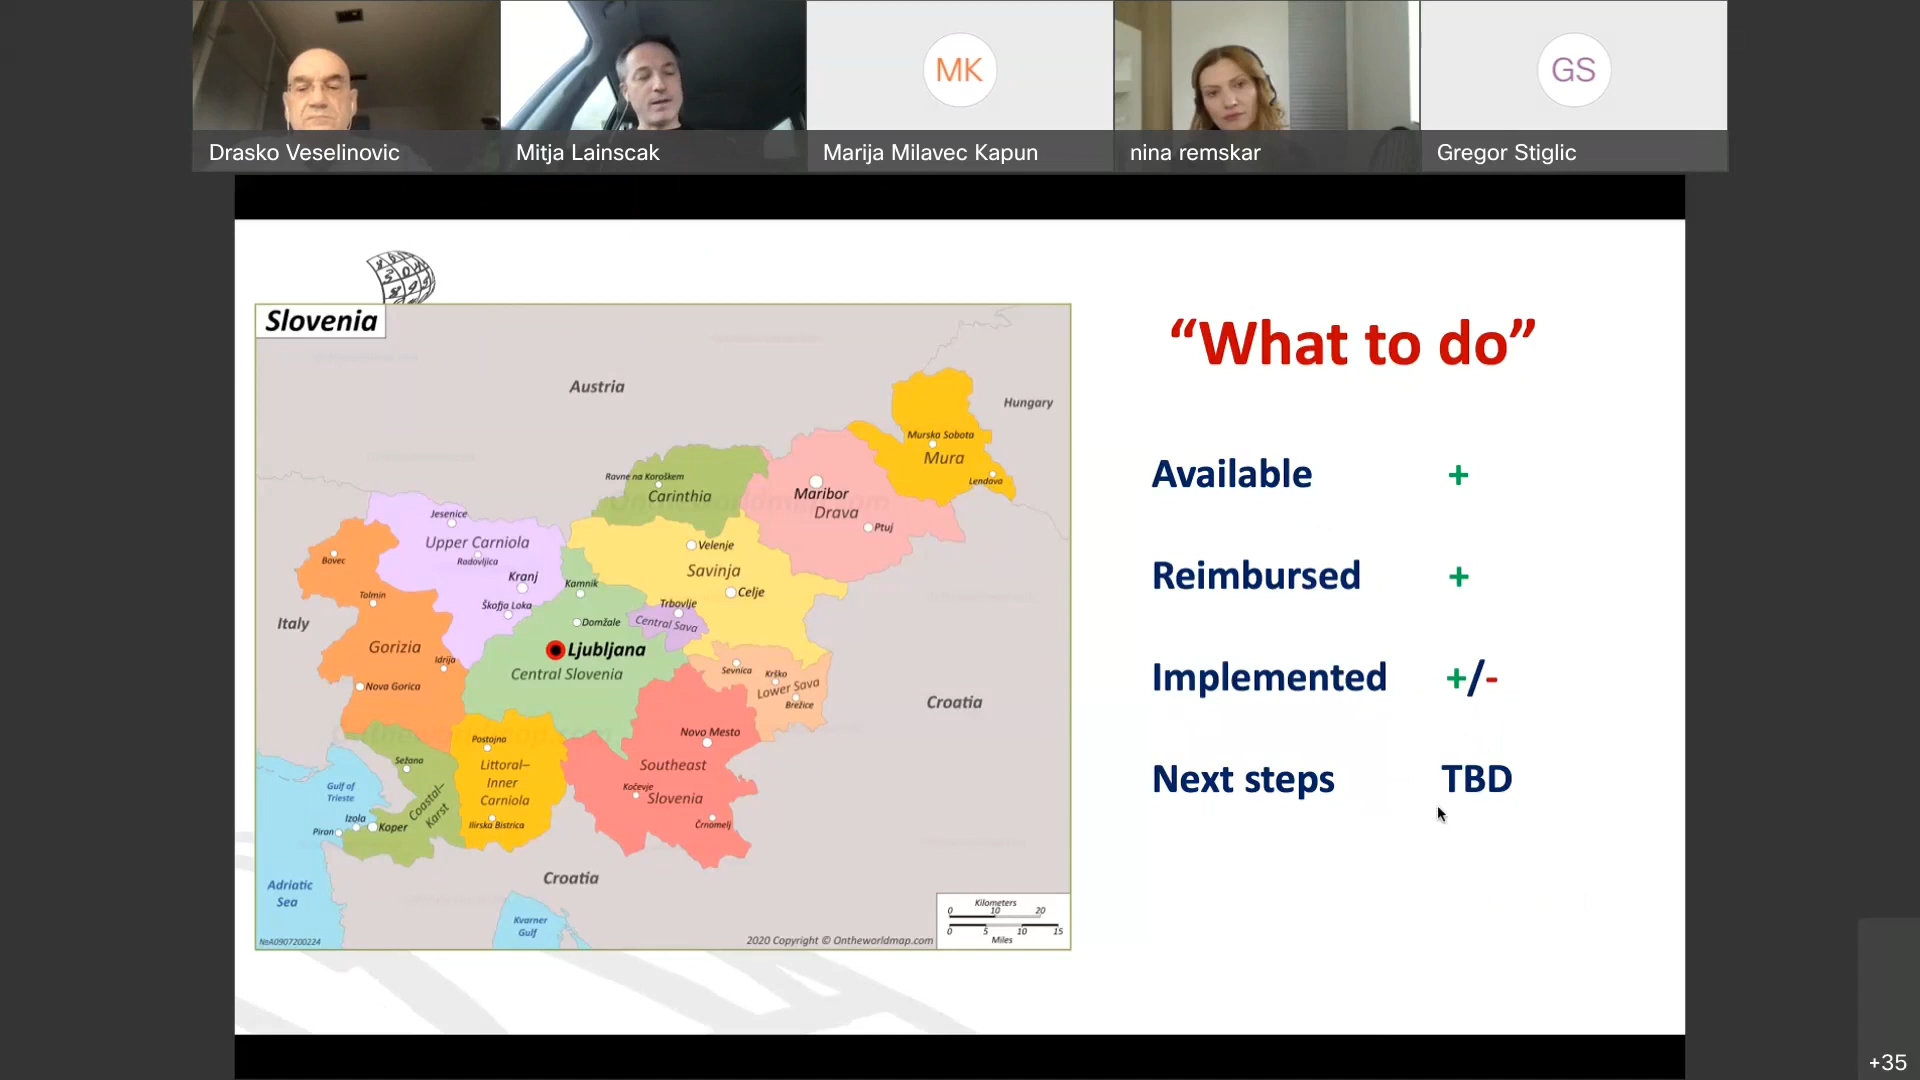 MK
GS
Drasko Veselinovic
Mitja Lainscak
Marija Milavec Kapun
nina remskar
Gregor Stiglic
Slovenia
Austria
Hungary
Murska Sobota
Mura
Lendava
Ravne na Koroškem
Carinthia
Maribor
Drava
Ptuj
Jesenice
Upper Carniola
Radovljica
Kranj
Škofja Loka
Velenje
Savinja
Celje
Bovec
Tolmin
Kamnik
Domžale
Trbovlje
Central Sava
Italy
Gorizia
Idrija
Nova Gorica
Ljubljana
Central Slovenia
Sevnica
Krško
Lower Sava
Brežice
Croatia
Novo Mesto
Southeast
Slovenia
Kočevje
Črnomelj
Postojna
Littoral–
Inner
Carniola
Ilirska Bistrica
Sežana
Coastal–
Karst
Gulf of
Trieste
Izola
Koper
Piran
Adriatic
Sea
Croatia
Kvarner
Gulf
Kilometers
0 10 20
0 5 10 15
Miles
№A0907200224
2020 Copyright © Ontheworldmap.com
“What to do”
Available +
Reimbursed +
Implemented +/-
Next steps TBD
+35